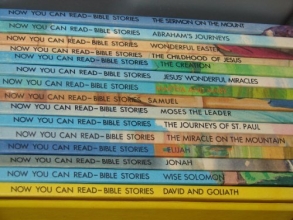 NOW YOU CAN READ—BIBLE STORIES THE SERMON ON THE MOUNT
NOW YOU CAN READ—BIBLE STORIES ABRAHAM'S JOURNEYS
NOW YOU CAN READ—BIBLE STORIES WONDERFUL EASTER
NOW YOU CAN READ—BIBLE STORIES THE CHILDHOOD OF JESUS
NOW YOU CAN READ—BIBLE STORIES THE CREATION
NOW YOU CAN READ—BIBLE STORIES JESUS' WONDERFUL MIRACLES
NOW YOU CAN READ—BIBLE STORIES SAMUEL
NOW YOU CAN READ—BIBLE STORIES MOSES THE LEADER
NOW YOU CAN READ—BIBLE STORIES THE JOURNEYS OF ST. PAUL
NOW YOU CAN READ—BIBLE STORIES THE MIRACLE ON THE MOUNTAIN
NOW YOU CAN READ—BIBLE STORIES ELIJAH
NOW YOU CAN READ—BIBLE STORIES JONAH
NOW YOU CAN READ—BIBLE STORIES WISE SOLOMON
NOW YOU CAN READ—BIBLE STORIES DAVID AND GOLIATH